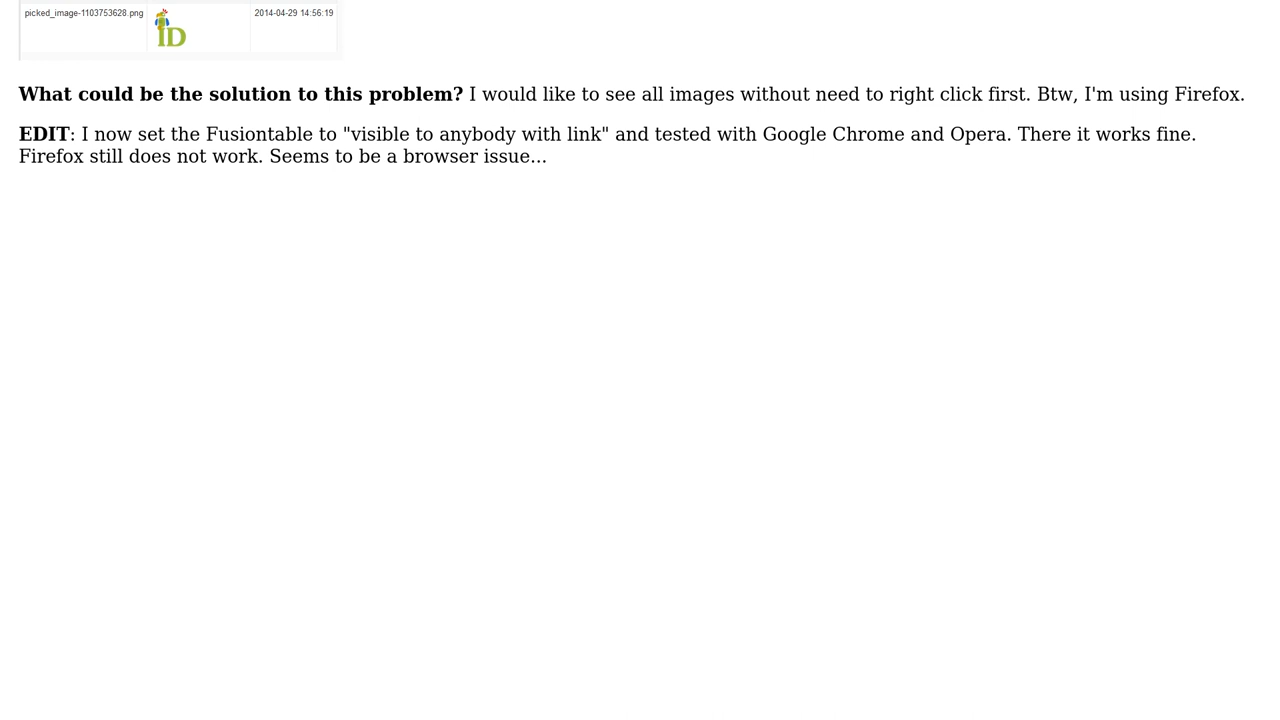 picked_image-1103753628.png 2014-04-29 14:56:19
ID
What could be the solution to this problem? I would like to see all images without need to right click first. Btw, I'm using Firefox.
EDIT: I now set the Fusiontable to "visible to anybody with link" and tested with Google Chrome and Opera. There it works fine.
Firefox still does not work. Seems to be a browser issue...